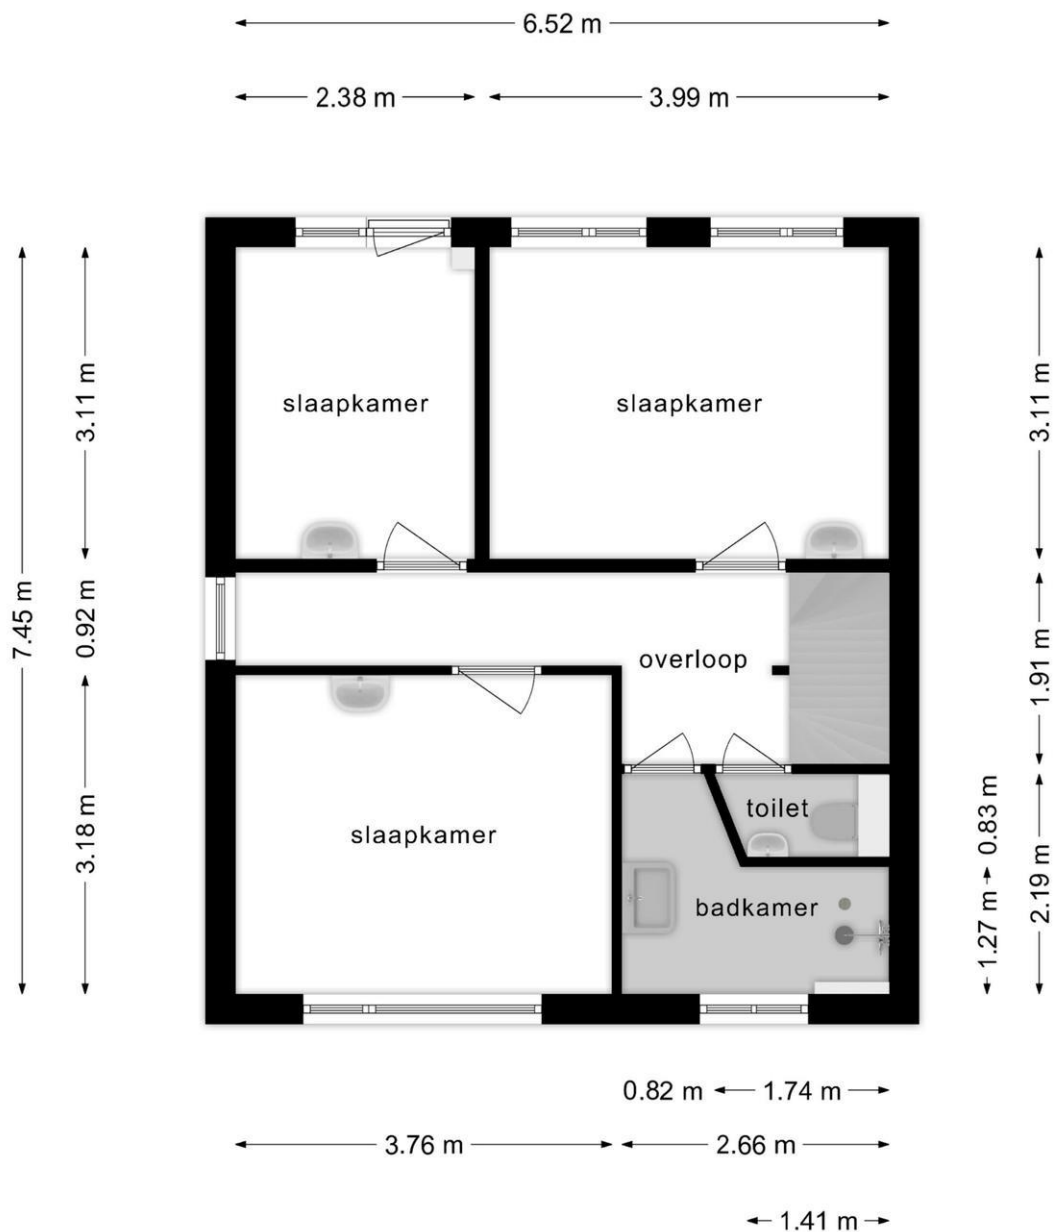 6.52 m
2.38 m
3.99 m
slaapkamer
slaapkamer
3.11 m
3.11 m
7.45 m
0.92 m
overloop
1.91 m
slaapkamer
toilet
badkamer
3.18 m
0.83 m
1.27 m
2.19 m
0.82 m
1.74 m
3.76 m
2.66 m
1.41 m